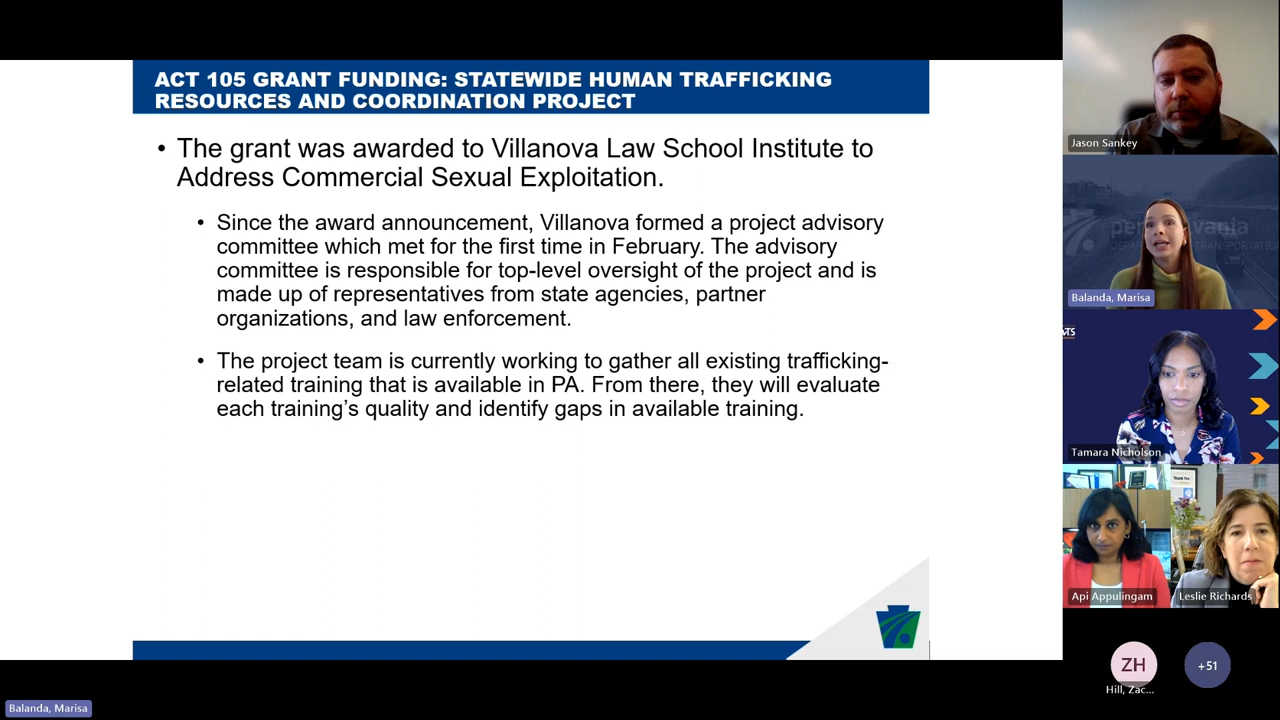 ACT 105 GRANT FUNDING: STATEWIDE HUMAN TRAFFICKING
RESOURCES AND COORDINATION PROJECT
• The grant was awarded to Villanova Law School Institute to
Address Commercial Sexual Exploitation.
• Since the award announcement, Villanova formed a project advisory
committee which met for the first time in February. The advisory
committee is responsible for top-level oversight of the project and is
made up of representatives from state agencies, partner
organizations, and law enforcement.
• The project team is currently working to gather all existing trafficking-
related training that is available in PA. From there, they will evaluate
each training's quality and identify gaps in available training.
Jason Sankey
Balanda, Marisa
Tamara Nicholson
Api Appulingam
Leslie Richards
ZH
+51
Hill, Zac...
Balanda, Marisa